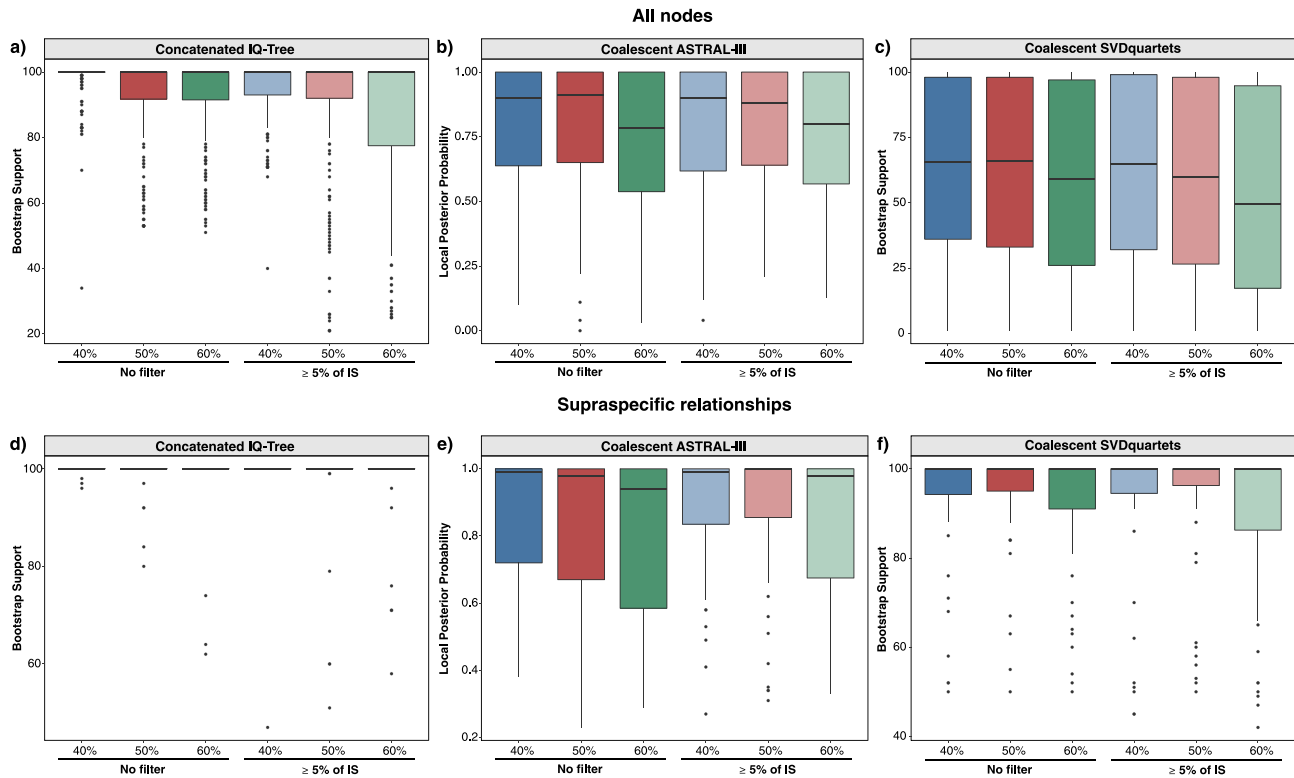 All nodes
a)
Concatenated IQ-Tree
Bootstrap Support
100
80
60
40
20
40% 50% 60% 40% 50% 60%
No filter ≥ 5% of IS
b)
Coalescent ASTRAL-III
Local Posterior Probability
1.00
0.75
0.50
0.25
0.00
40% 50% 60% 40% 50% 60%
No filter ≥ 5% of IS
c)
Coalescent SVDquartets
Bootstrap Support
75
50
25
0
40% 50% 60% 40% 50% 60%
No filter ≥ 5% of IS
Supraspecific relationships
d)
Concatenated IQ-Tree
Bootstrap Support
100
80
60
40% 50% 60% 40% 50% 60%
No filter ≥ 5% of IS
e)
Coalescent ASTRAL-III
Local Posterior Probability
1.0
0.8
0.6
0.4
0.2
40% 50% 60% 40% 50% 60%
No filter ≥ 5% of IS
f)
Coalescent SVDquartets
Bootstrap Support
100
80
60
40
40% 50% 60% 40% 50% 60%
No filter ≥ 5% of IS